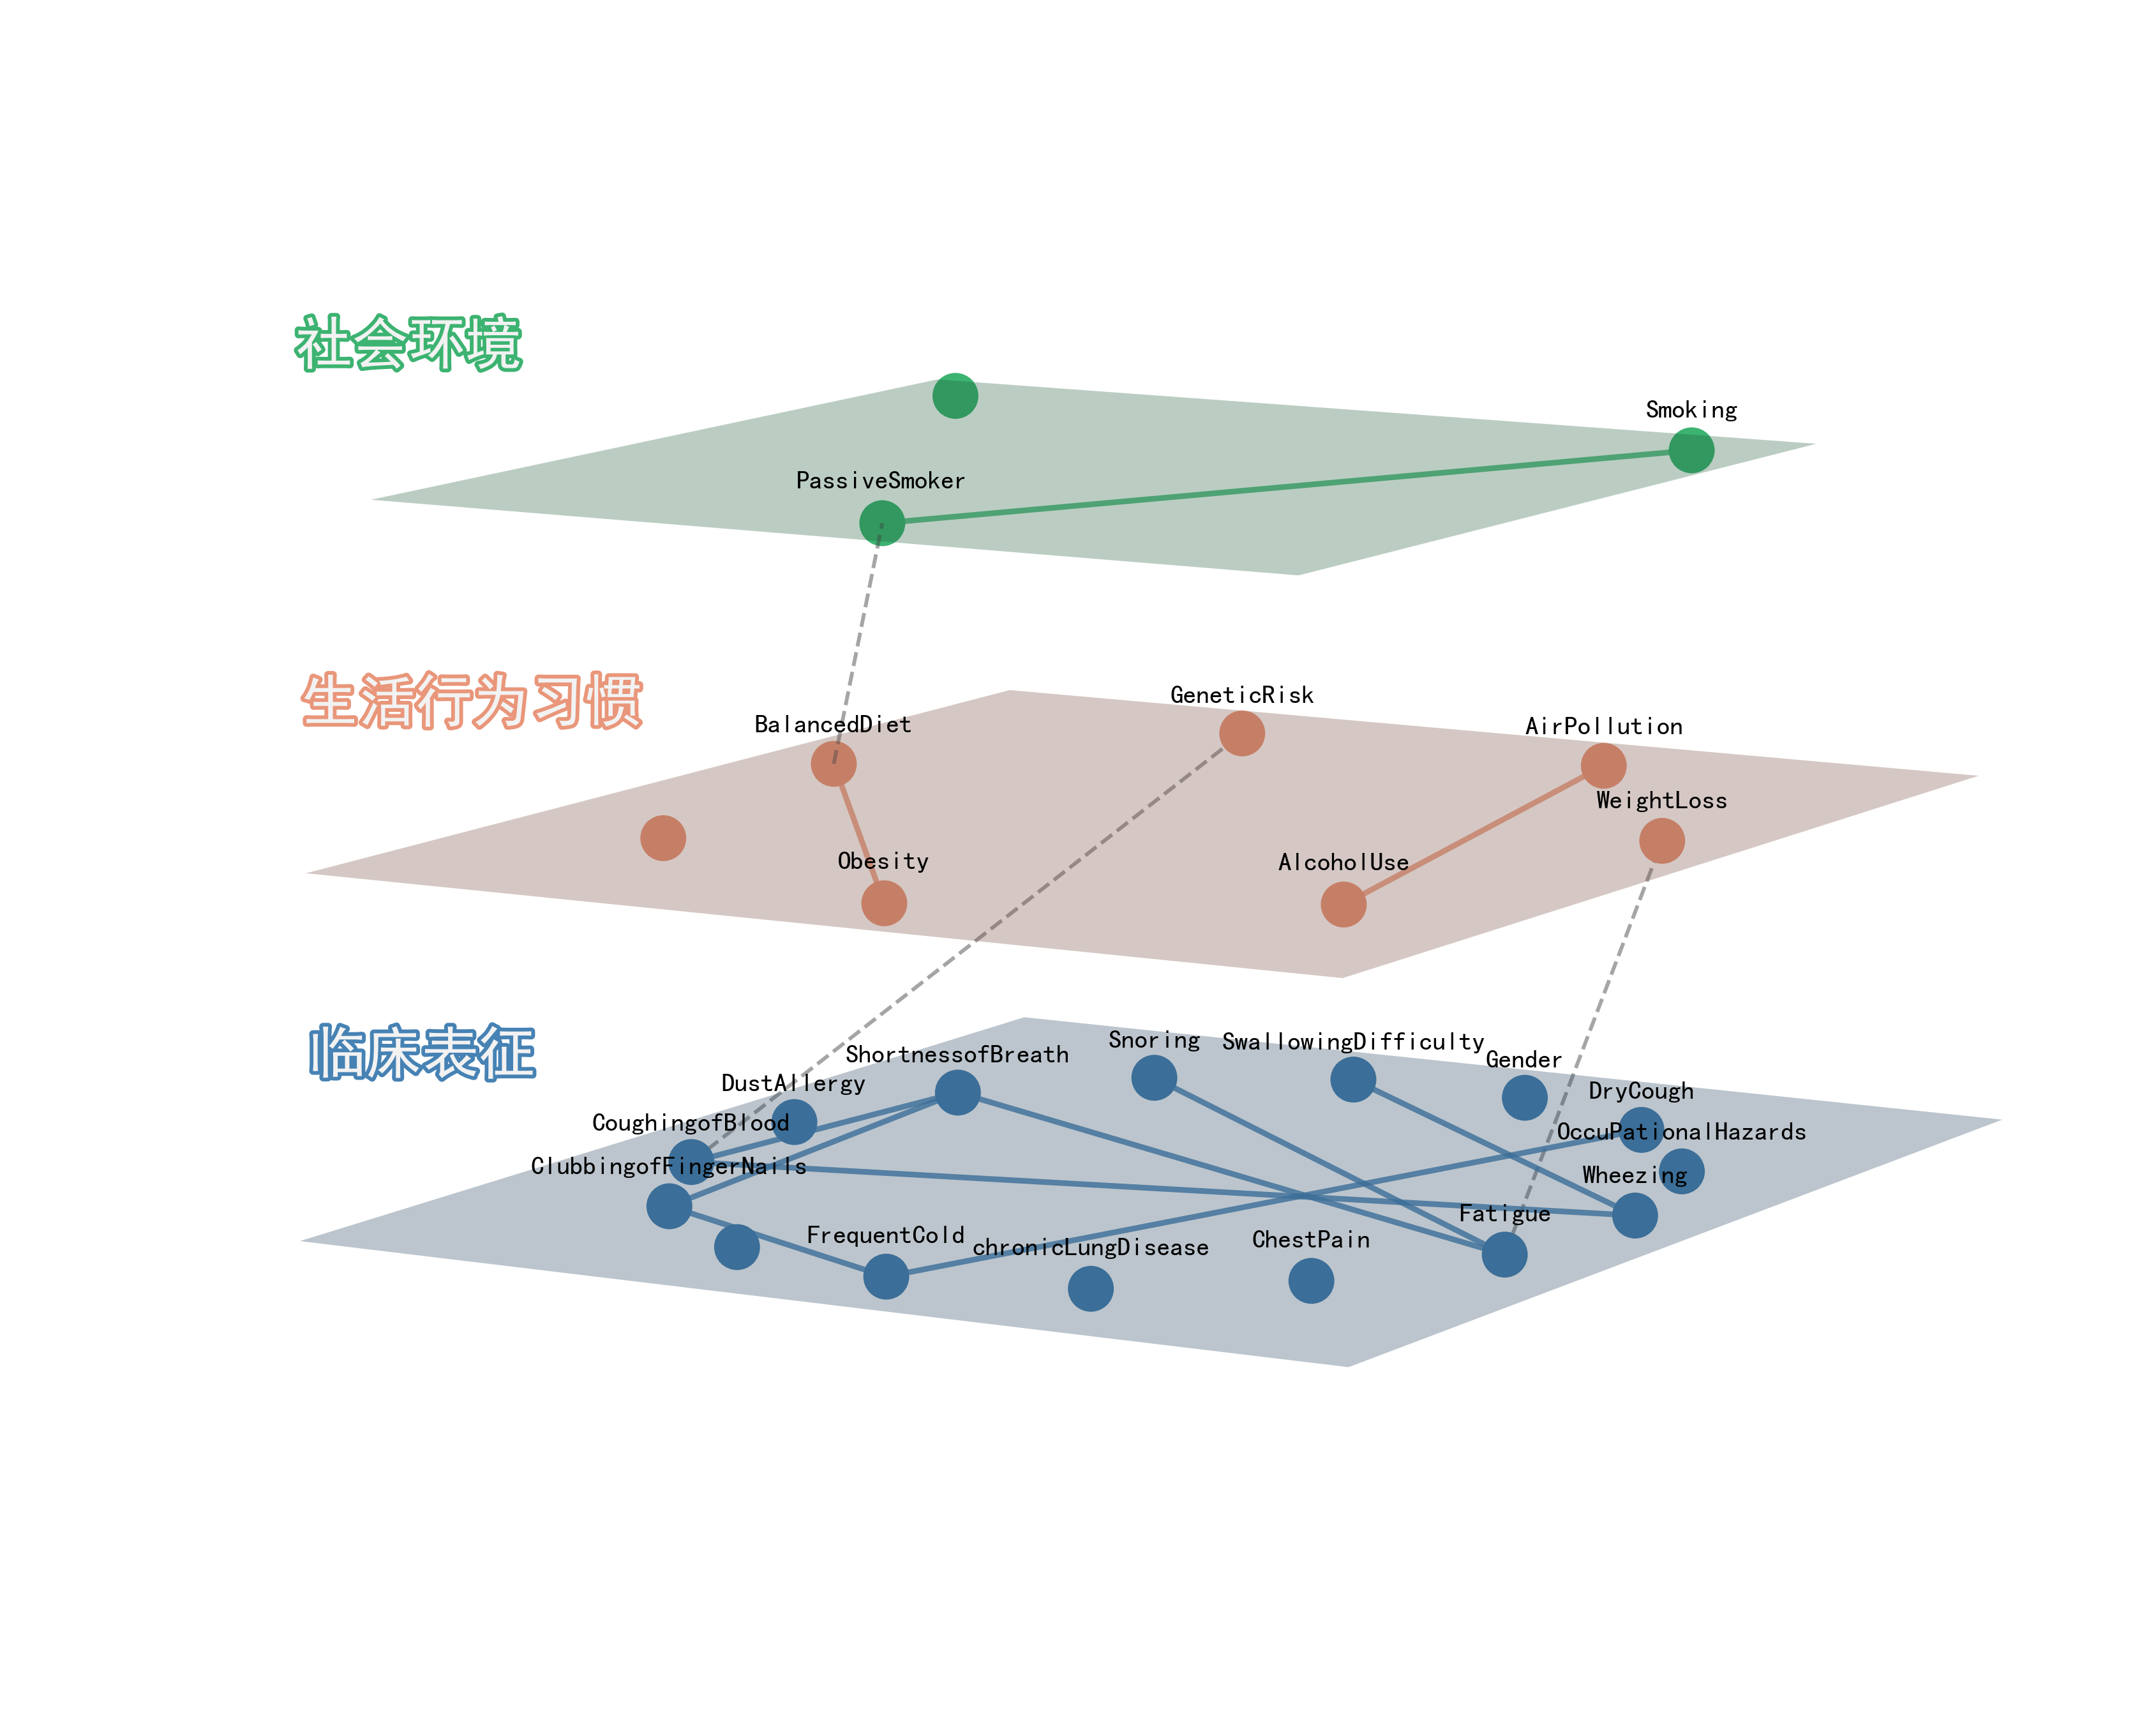 社会环境
Smoking
PassiveSmoker
生活行为习惯
GeneticRisk
BalancedDiet
AirPollution
WeightLoss
Obesity
AlcoholUse
临床表征
Snoring
SwallowingDifficulty
ShortnessofBreath
Gender
DustAllergy
DryCough
CoughingofBlood
OccuPationalHazards
ClubbingofFingerNails
Wheezing
Fatigue
FrequentCold
ChestPain
chronicLungDisease